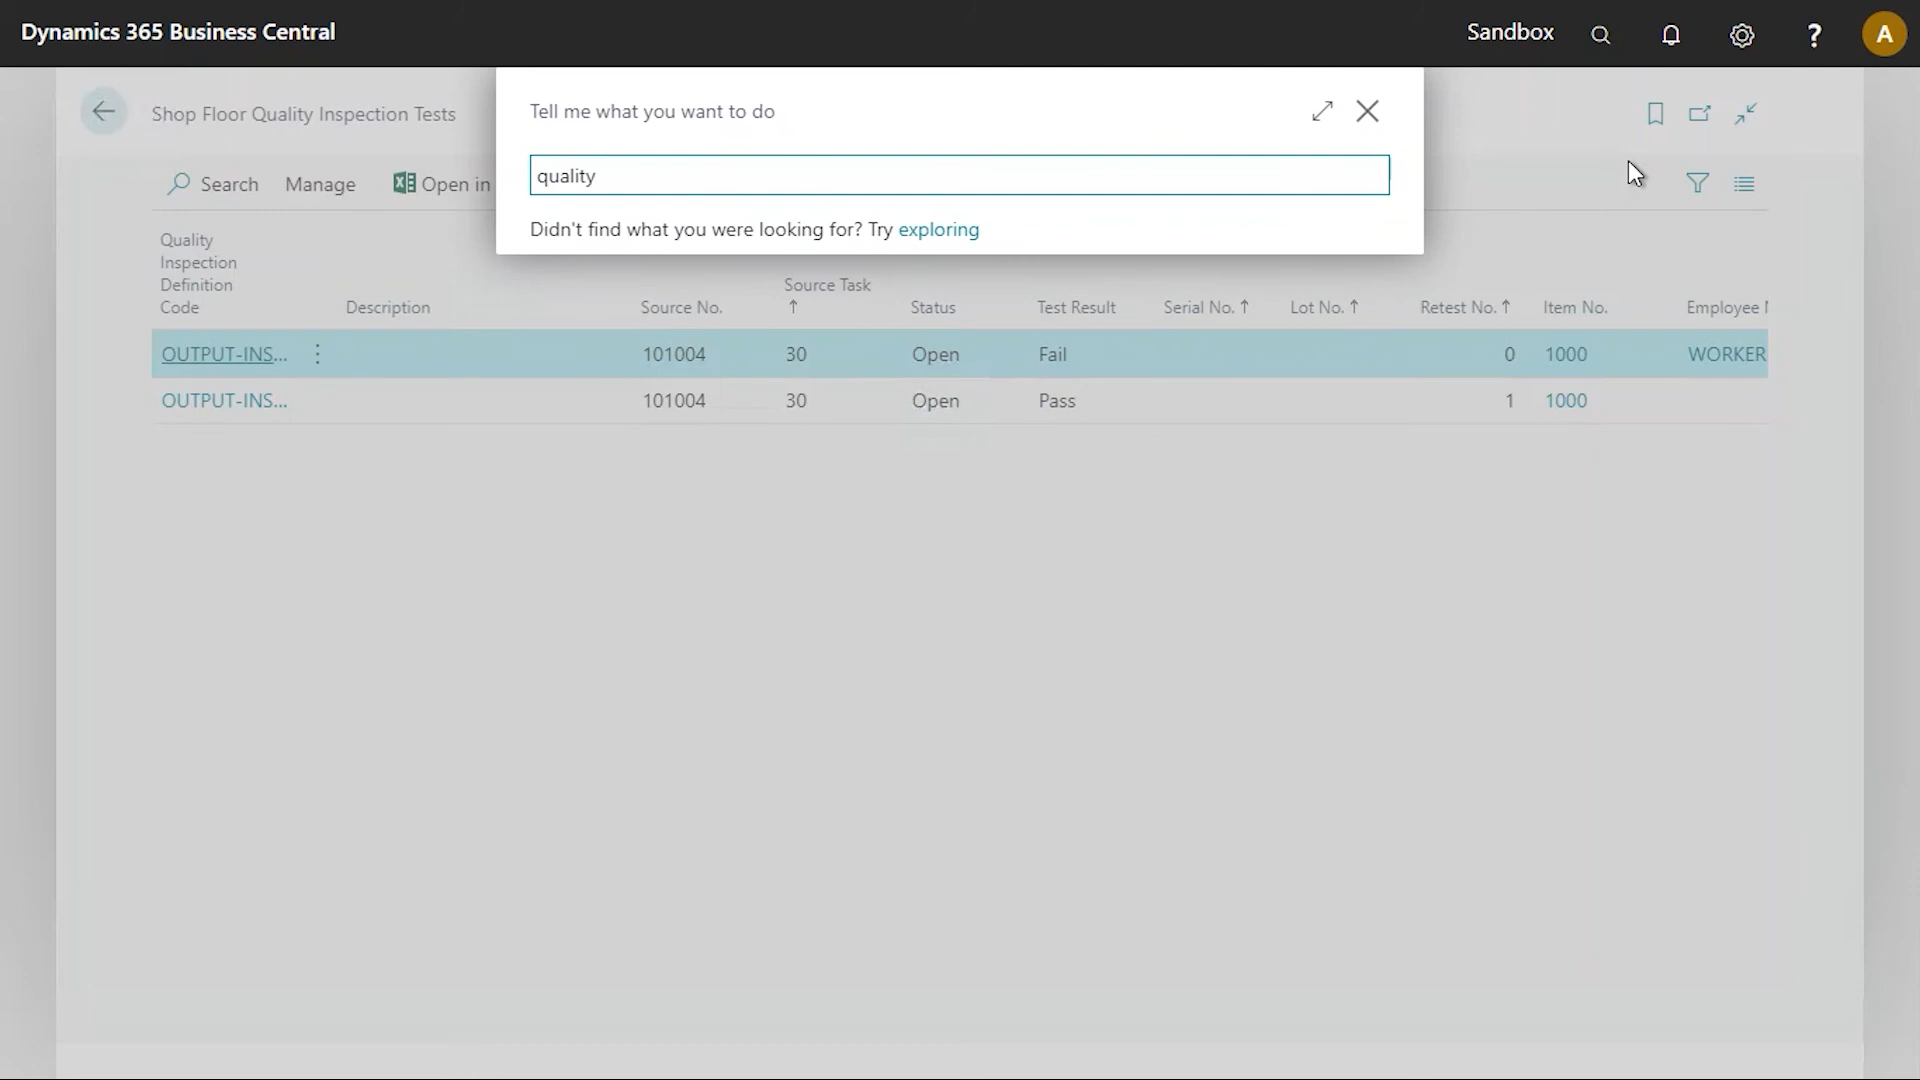 Dynamics 365 Business Central
Sandbox
?
A
Tell me what you want to do
Shop Floor Quality Inspection Tests
quality
Search
Manage
Open in
Didn't find what you were looking for? Try exploring
Quality
Inspection
Definition
Code
Description
Source No.
Source Task
↑
Status
Test Result
Serial No. ↑
Lot No. ↑
Retest No. ↑
Item No.
Employee
OUTPUT-INS... 101004 30 Open Fail 0 1000 WORKER
OUTPUT-INS... 101004 30 Open Pass 1 1000